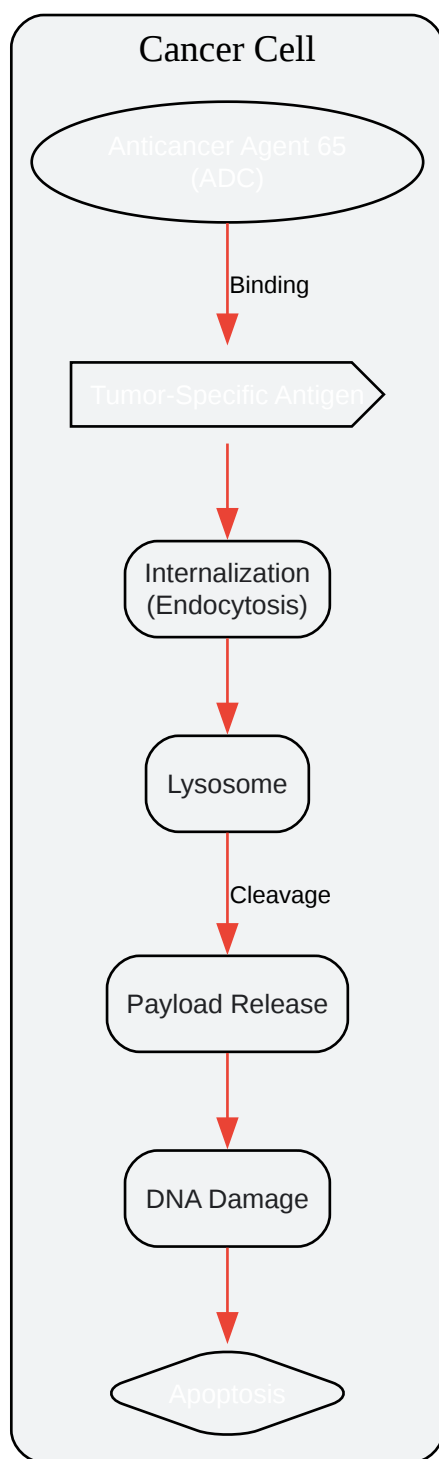 Cancer Cell
Anticancer Agent 65
(ADC)
Binding
Tumor-Specific Antigen
Internalization
(Endocytosis)
Lysosome
Cleavage
Payload Release
DNA Damage
Apoptosis